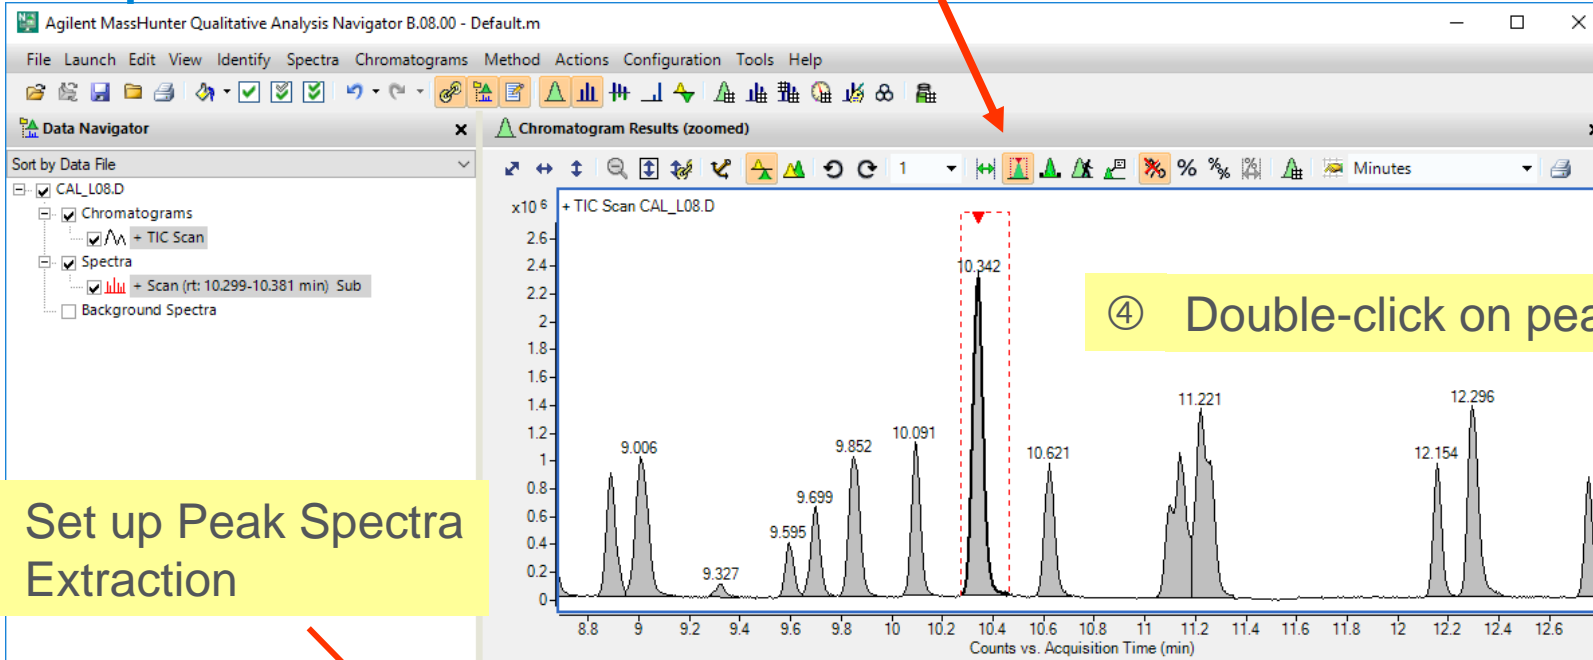 Agilent MassHunter Qualitative Analysis Navigator B.08.00 - Default.m
File Launch Edit View Identify Spectra Chromatograms Method Actions Configuration Tools Help
Data Navigator
Chromatogram Results (zoomed)
Sort by Data File
1
% %
Minutes
CAL_L08.D
Chromatograms
+ TIC Scan
Spectra
+ Scan (rt: 10.299-10.381 min) Sub
Background Spectra
x10 6
+ TIC Scan CAL_L08.D
2.6
2.4
2.2
2
1.8
1.6
1.4
1.2
1
0.8
0.6
0.4
0.2
0
9.006
9.327
9.595
9.699
9.852
10.091
10.342
10.621
11.221
12.154
12.296
④ Double-click on pea
Set up Peak Spectra
Extraction
8.8 9 9.2 9.4 9.6 9.8 10 10.2 10.4 10.6 10.8 11 11.2 11.4 11.6 11.8 12 12.2 12.4 12.6
Counts vs. Acquisition Time (min)